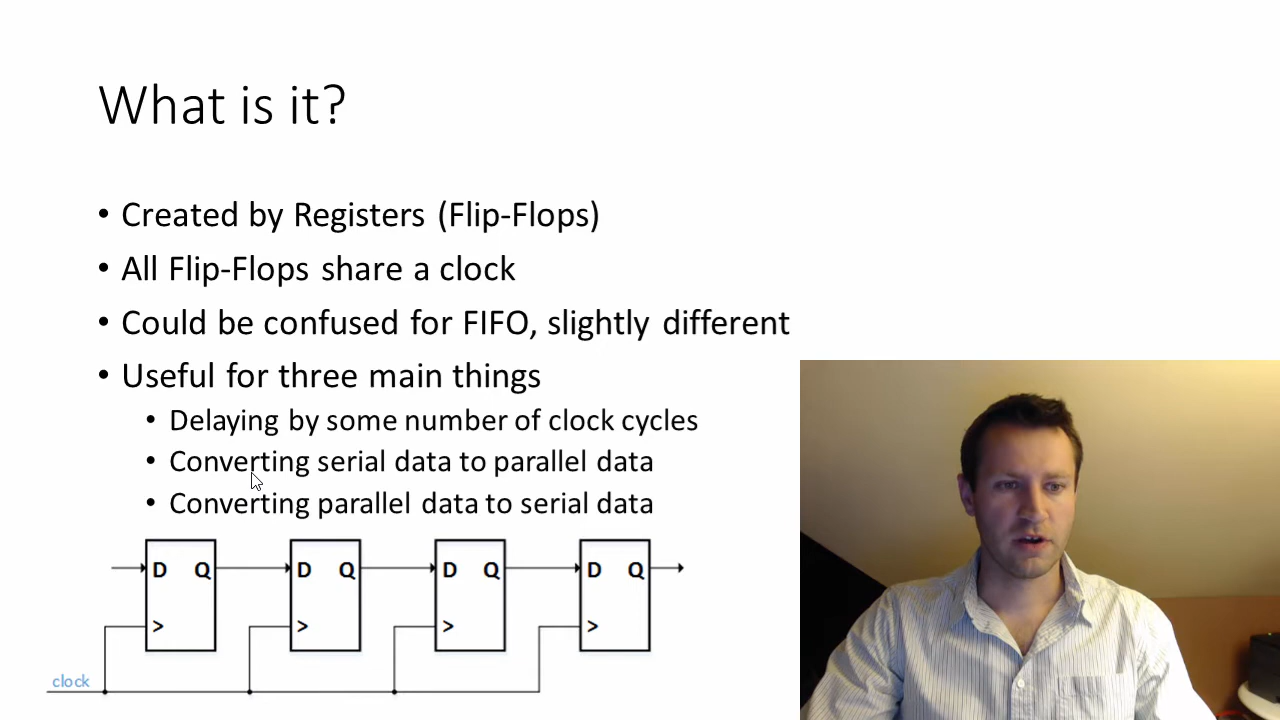 What is it?
• Created by Registers (Flip-Flops)
• All Flip-Flops share a clock
• Could be confused for FIFO, slightly different
• Useful for three main things
• Delaying by some number of clock cycles
• Converting serial data to parallel data
• Converting parallel data to serial data
D Q D Q D Q D Q
> > > >
clock